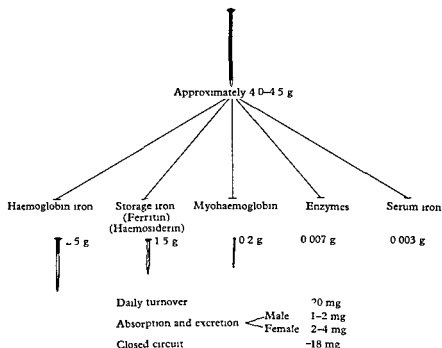 Approximately 4 0–4 5 g
Haemoglobin iron Storage iron Myohaemoglobin Enzymes Serum iron
(Ferritin)
(Haemosiderin)
5 g 1 5 g 0 2 g 0 007 g 0 003 g
Daily turnover 20 mg
Absorption and excretion Male 1–2 mg
Female 2–4 mg
Closed circuit ~18 mg